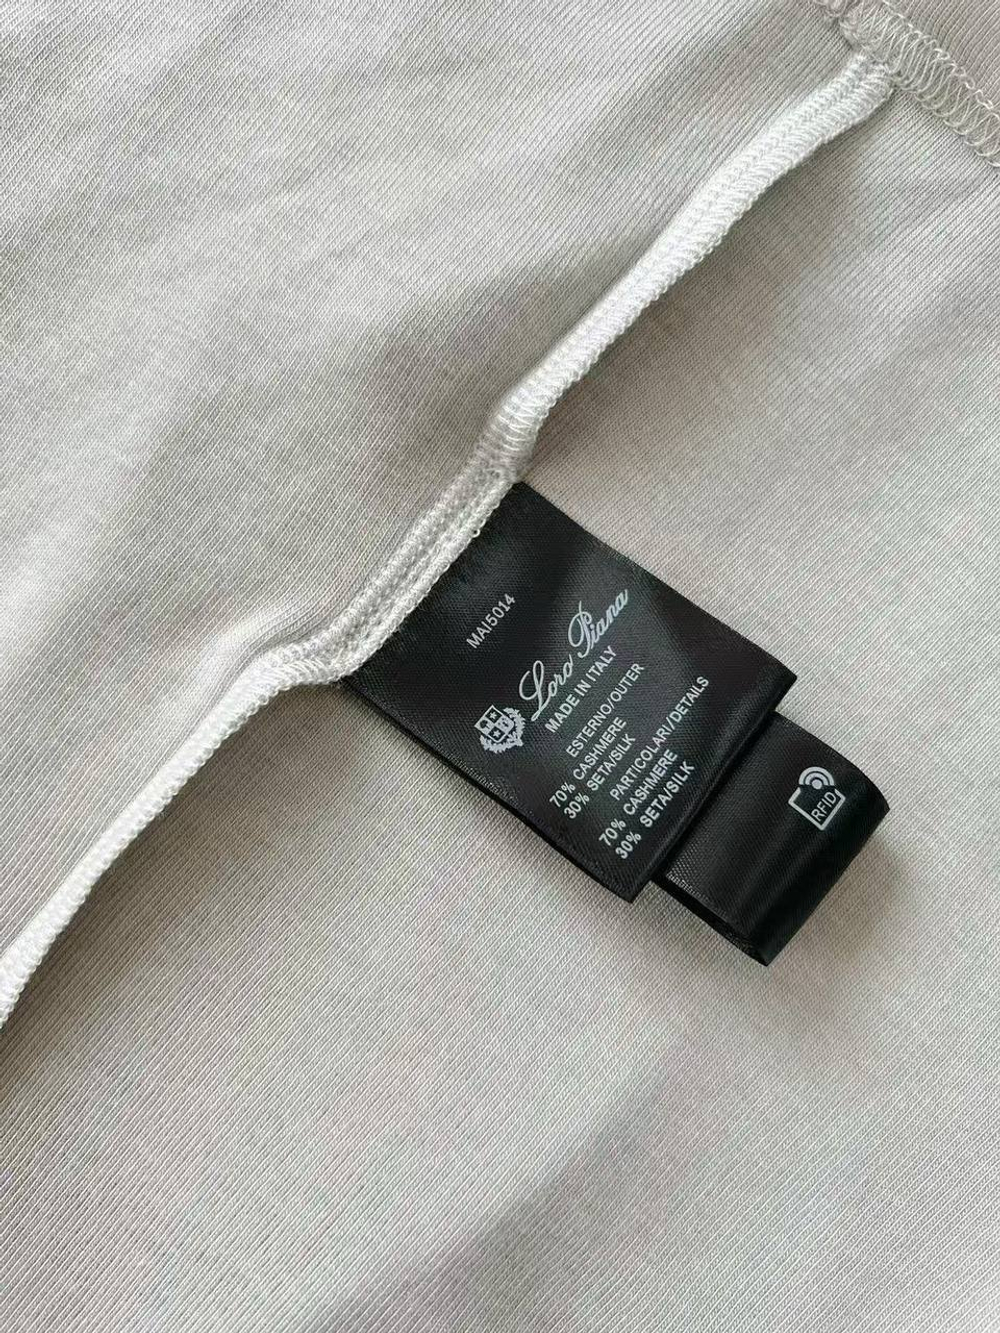 MAI5014
Loro Piana
MADE IN ITALY
ESTERNO/OUTER
70% CASHMERE
30% SETA/SILK
PARTICOLARI/DETAILS
70% CASHMERE
30% SETA/SILK
RFID